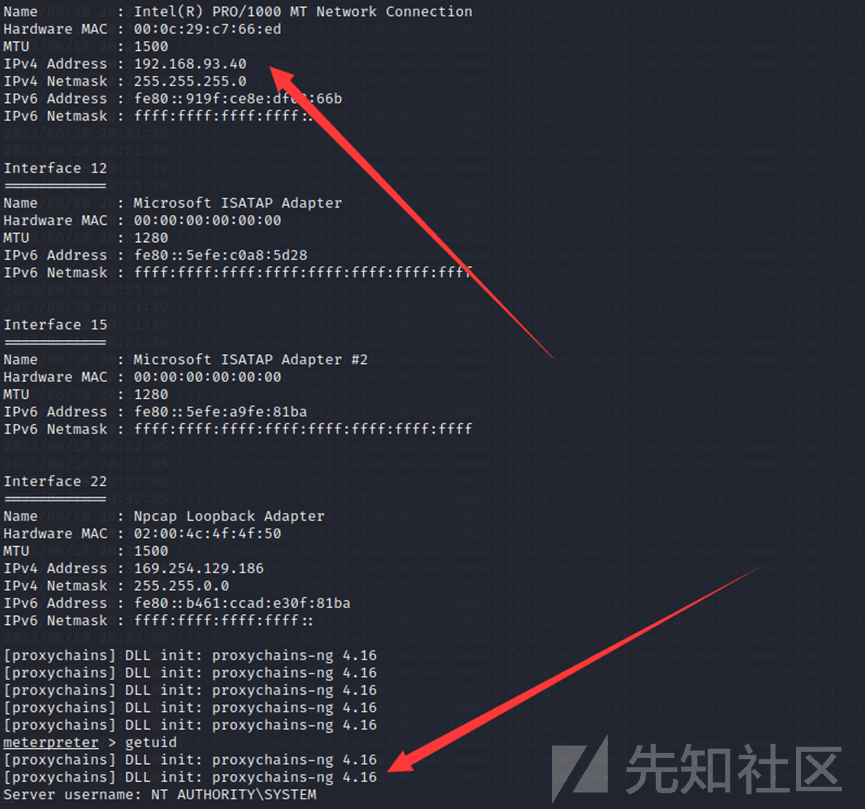 Name         : Intel(R) PRO/1000 MT Network Connection
Hardware MAC : 00:0c:29:c7:66:ed
MTU          : 1500
IPv4 Address : 192.168.93.40
IPv4 Netmask : 255.255.255.0
IPv6 Address : fe80::919f:ce8e: :66b
IPv6 Netmask : ffff:ffff:ffff:ffff::
Interface 12
============
Name         : Microsoft ISATAP Adapter
Hardware MAC : 00:00:00:00:00:00
MTU          : 1280
IPv6 Address : fe80::5efe:c0a8:5d28
IPv6 Netmask : ffff:ffff:ffff:ffff:ffff:ffff:ffff:ffff
Interface 15
============
Name         : Microsoft ISATAP Adapter #2
Hardware MAC : 00:00:00:00:00:00
MTU          : 1280
IPv6 Address : fe80::5efe:a9fe:81ba
IPv6 Netmask : ffff:ffff:ffff:ffff:ffff:ffff:ffff:ffff
Interface 22
============
Name         : Npcap Loopback Adapter
Hardware MAC : 02:00:4c:4f:4f:50
MTU          : 1500
IPv4 Address : 169.254.129.186
IPv4 Netmask : 255.255.0.0
IPv6 Address : fe80::b461:ccad:e30f:81ba
IPv6 Netmask : ffff:ffff:ffff:ffff::
[proxychains] DLL init: proxychains-ng 4.16
[proxychains] DLL init: proxychains-ng 4.16
[proxychains] DLL init: proxychains-ng 4.16
[proxychains] DLL init: proxychains-ng 4.16
[proxychains] DLL init: proxychains-ng 4.16
meterpreter > getuid
[proxychains] DLL init: proxychains-ng 4.16
[proxychains] DLL init: proxychains-ng 4.16
Server username: NT AUTHORITY\SYSTEM
先知社区